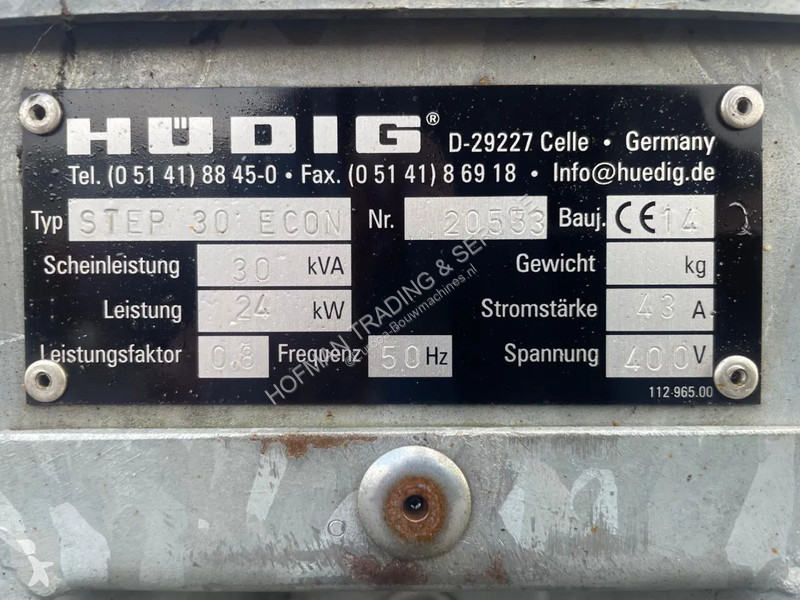 HÜDIG® D-29227 Celle • Germany
Tel. (0 51 41) 88 45-0 • Fax. (0 51 41) 8 69 18 • Info@huedig.de
Typ STEP 30 ECON Nr. 20553 Bauj. CE 14
Scheinleistung 30 kVA Gewicht kg
Leistung 24 kW Stromstärke 43 A
Leistungsfaktor 0.8 Frequenz 50 Hz Spannung 400 V
112-965.00
HOFMAN TRADING & SERVICE